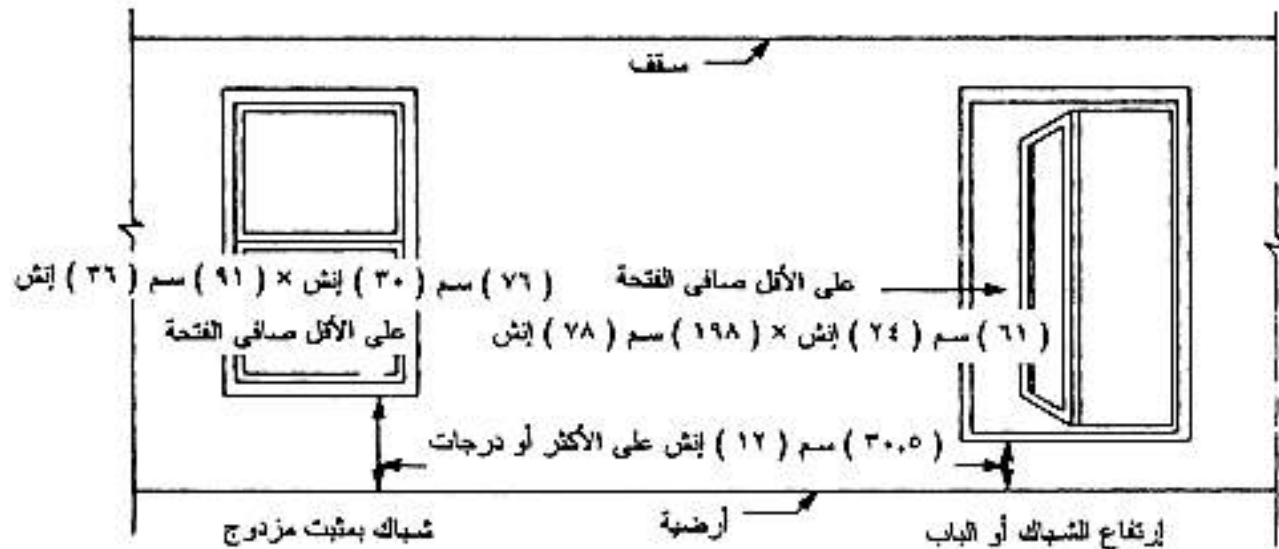 سقف
على الأقل صافى الفتحة
( ٦١ ) سم ( ٢٤ ) إنش × ( ١٩٨ ) سم ( ٧٨ ) إنش
( ٧٦ ) سم ( ٣٠ ) إنش × ( ٩١ ) سم ( ٣٦ ) إنش
على الأقل صافى الفتحة
( ٣٠,٥ ) سم ( ١٢ ) إنش على الأكثر أو درجات
إرتفاع الشباك أو الباب
أرضية
شباك بمثبت مزدوج